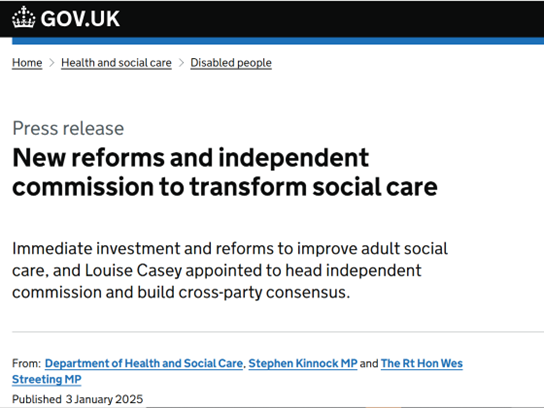 GOV.UK
Home > Health and social care > Disabled people
Press release
New reforms and independent
commission to transform social care
Immediate investment and reforms to improve adult social
care, and Louise Casey appointed to head independent
commission and build cross-party consensus.
From: Department of Health and Social Care, Stephen Kinnock MP and The Rt Hon Wes
Streeting MP
Published 3 January 2025